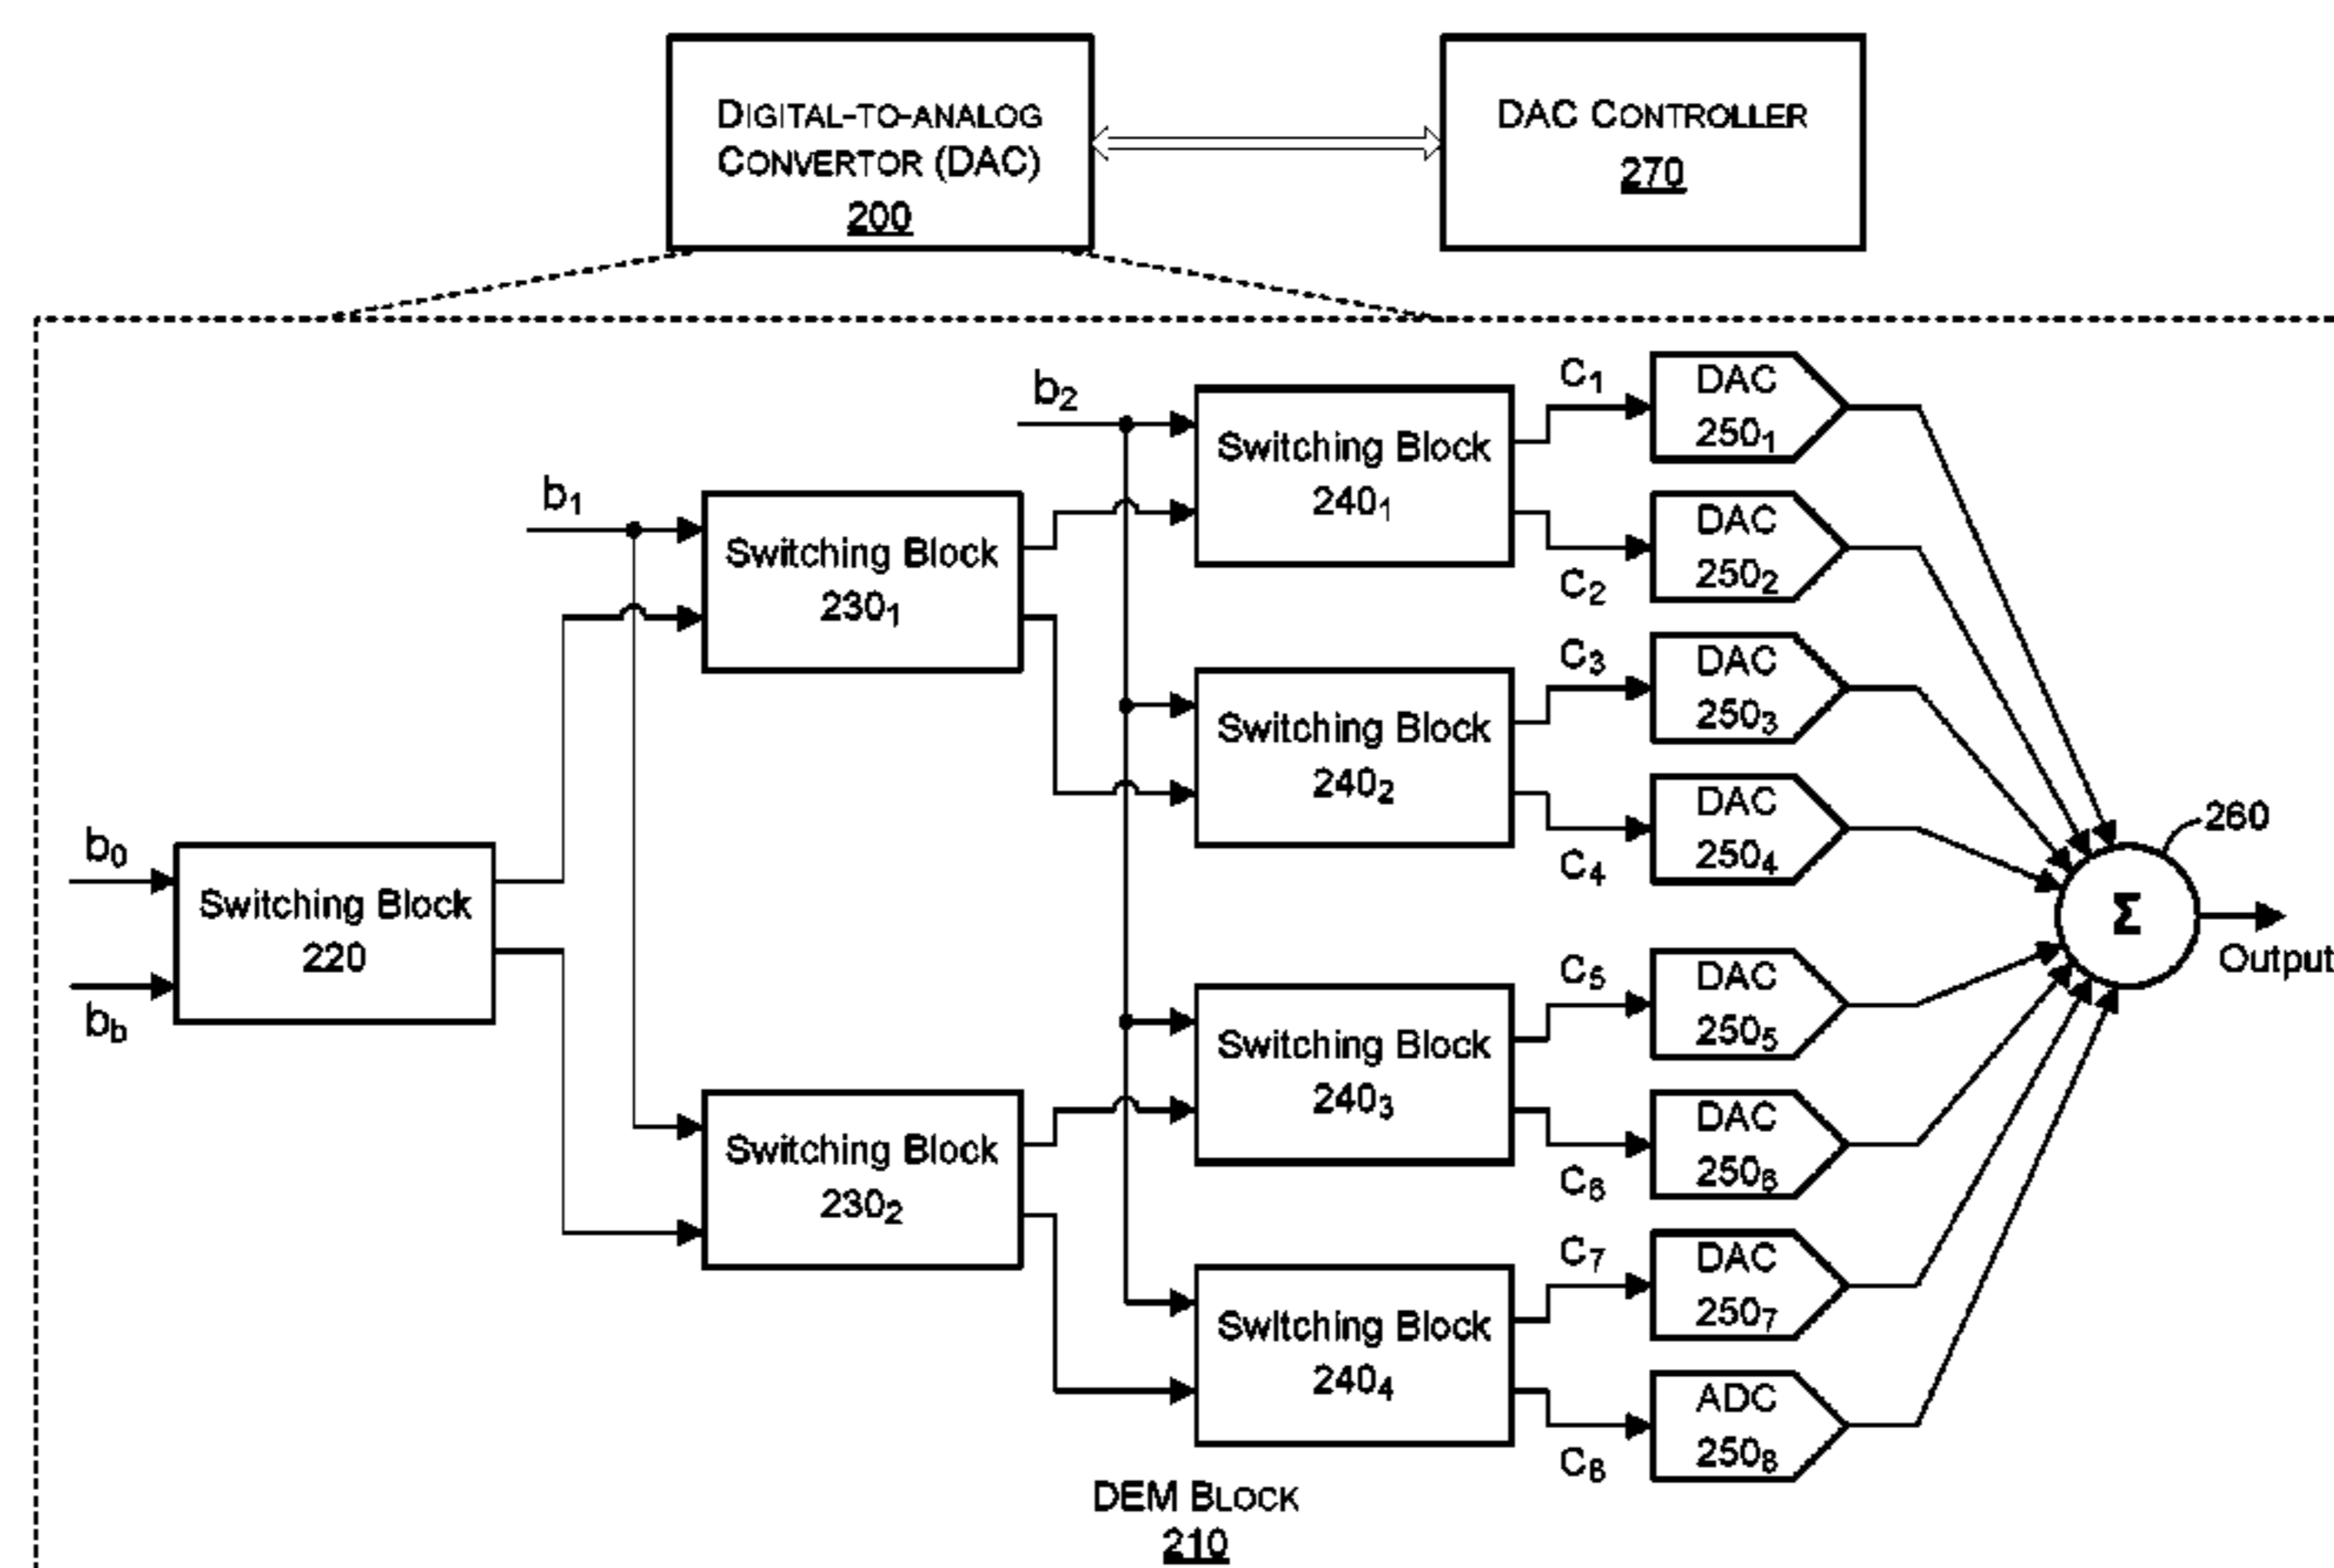 DIGITAL-TO-ANALOG
CONVERTOR (DAC)
200
DAC CONTROLLER
270
b2
b1
b0
bb
Switching Block
220
Switching Block
2301
Switching Block
2302
Switching Block
2401
Switching Block
2402
Switching Block
2403
Switching Block
2404
C1
C2
C3
C4
C5
C6
C7
C8
DAC
2501
DAC
2502
DAC
2503
DAC
2504
DAC
2505
DAC
2506
DAC
2507
ADC
2508
260
Σ
Output
DEM BLOCK
210